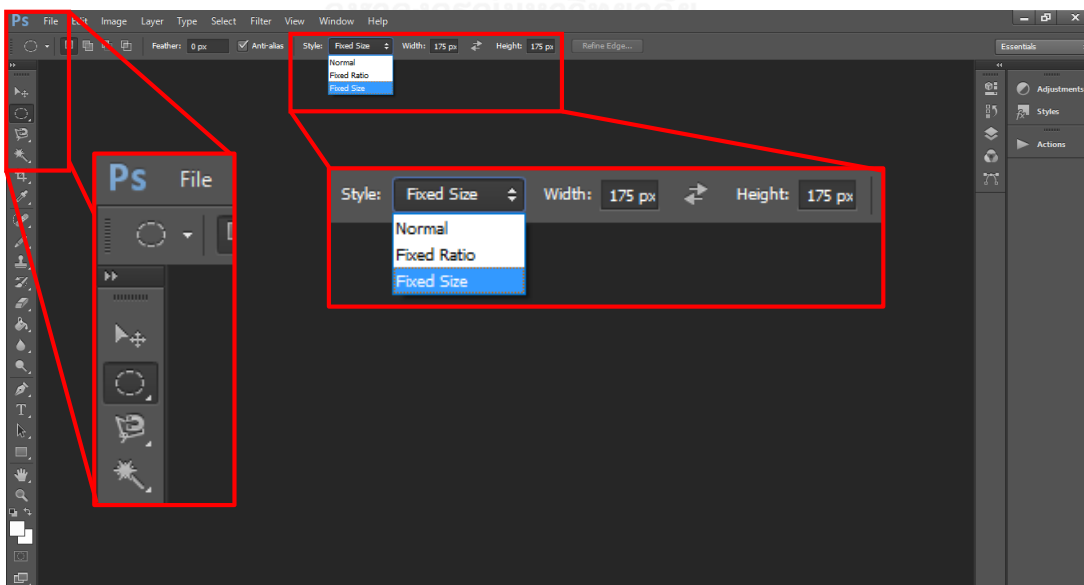 Ps File Edit Image Layer Type Select Filter View Window Help
Feather: 0 px Anti-alias Style: Fixed Size Width: 175 px Height: 175 px Refine Edge... Essentials
Normal
Fixed Ratio
Fixed Size
Adjustments
Styles
Actions
Ps File
Style: Fixed Size Width: 175 px Height: 175 px
Normal
Fixed Ratio
Fixed Size